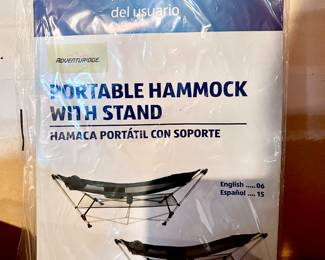 del usuario
ADVENTURIDGE
PORTABLE HAMMOCK
WITH STAND
HAMACA PORTÁTIL CON SOPORTE
English .....06
Español .... 15